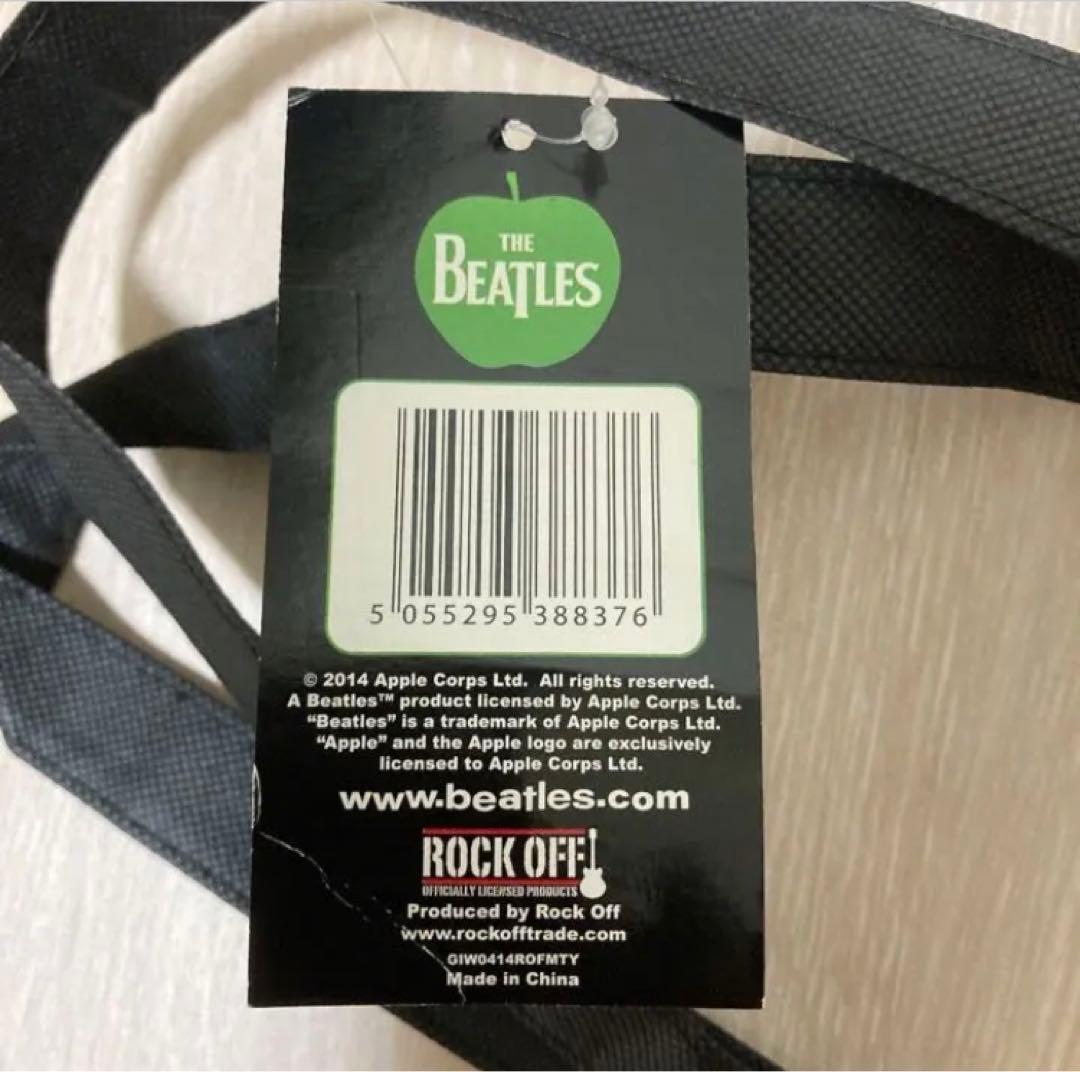 THE
BEATLES
5 055295 388376
© 2014 Apple Corps Ltd. All rights reserved.
A Beatles™ product licensed by Apple Corps Ltd.
“Beatles” is a trademark of Apple Corps Ltd.
“Apple” and the Apple logo are exclusively
licensed to Apple Corps Ltd.
www.beatles.com
ROCK OFF
OFFICIALLY LICENSED PRODUCTS
Produced by Rock Off
www.rockofftrade.com
GIW0414ROFMTY
Made in China